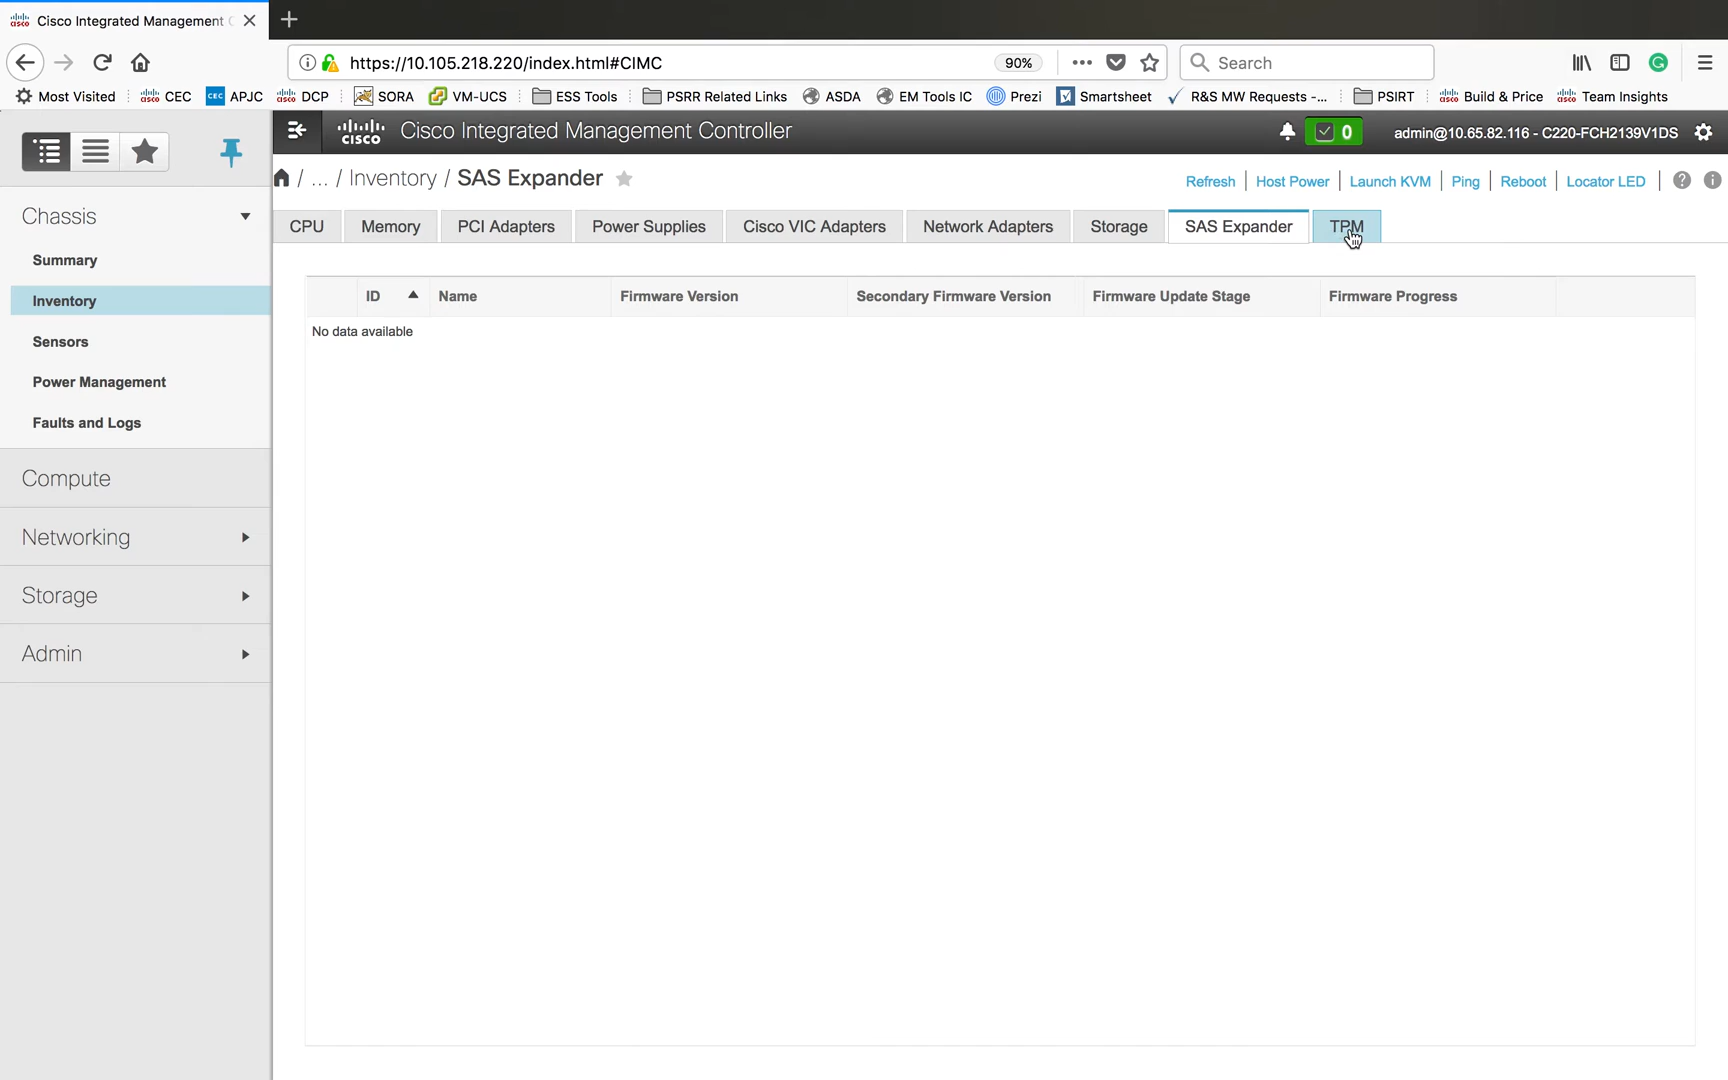 Cisco Integrated Management C
https://10.105.218.220/index.html#CIMC
90%
Search
Most Visited
CEC
CEC
APJC
DCP
SORA
VM-UCS
ESS Tools
PSRR Related Links
ASDA
EM Tools IC
Prezi
Smartsheet
R&S MW Requests -...
PSIRT
Build & Price
Team Insights
cisco
Cisco Integrated Management Controller
0
admin@10.65.82.116 - C220-FCH2139V1DS
/ ... / Inventory / SAS Expander
Refresh
Host Power
Launch KVM
Ping
Reboot
Locator LED
CPU
Memory
PCI Adapters
Power Supplies
Cisco VIC Adapters
Network Adapters
Storage
SAS Expander
TPM
Chassis
Summary
Inventory
Sensors
Power Management
Faults and Logs
Compute
Networking
Storage
Admin
ID
Name
Firmware Version
Secondary Firmware Version
Firmware Update Stage
Firmware Progress
No data available